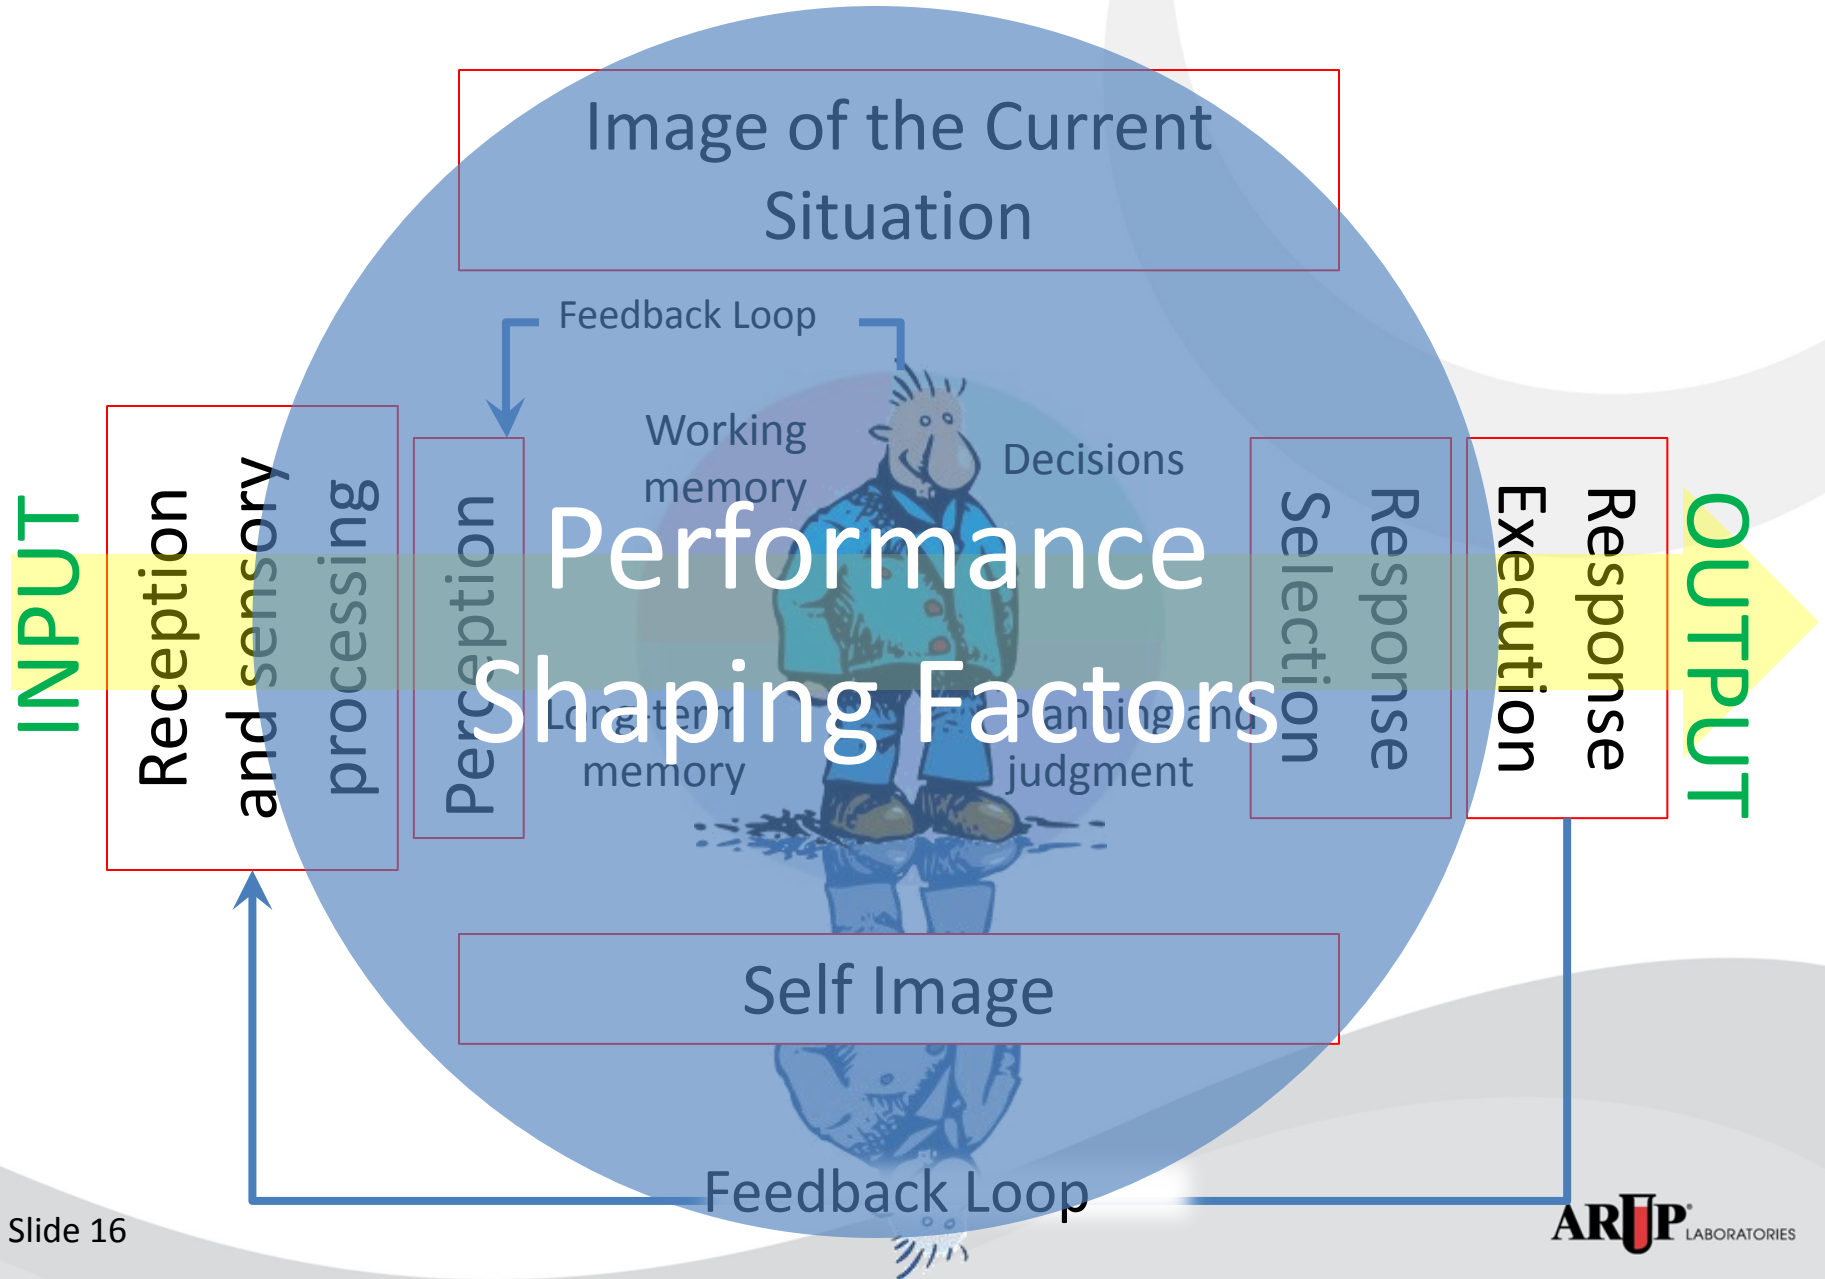 Image of the Current
Situation
Feedback Loop
Working
memory
Decisions
INPUT
Reception
and sensory
processing
Perception
Performance
Shaping Factors
Long-term
memory
Planning and
judgment
Response
Selection
Response
Execution
OUTPUT
Self Image
Feedback Loop
Slide 16
ARUP® LABORATORIES